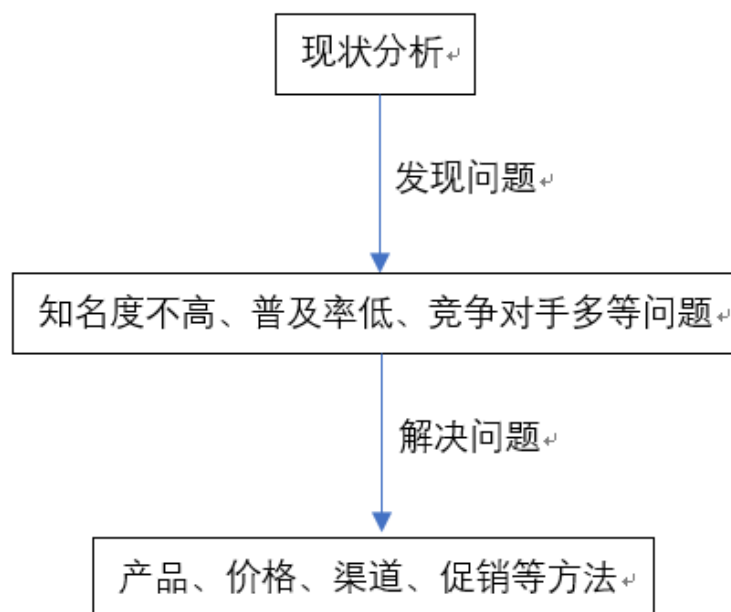 现状分析
发现问题
知名度不高、普及率低、竞争对手多等问题
解决问题
产品、价格、渠道、促销等方法